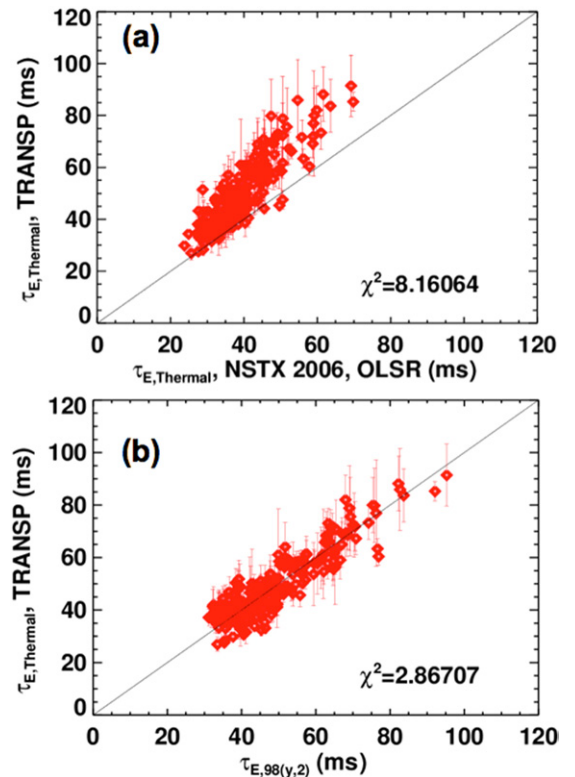 (a)
120
100
80
60
40
20
0
τE,Thermal, TRANSP (ms)
χ²=8.16064
0 20 40 60 80 100 120
τE,Thermal, NSTX 2006, OLSR (ms)
(b)
120
100
80
60
40
20
0
τE,Thermal, TRANSP (ms)
χ²=2.86707
0 20 40 60 80 100 120
τE,98(y,2) (ms)